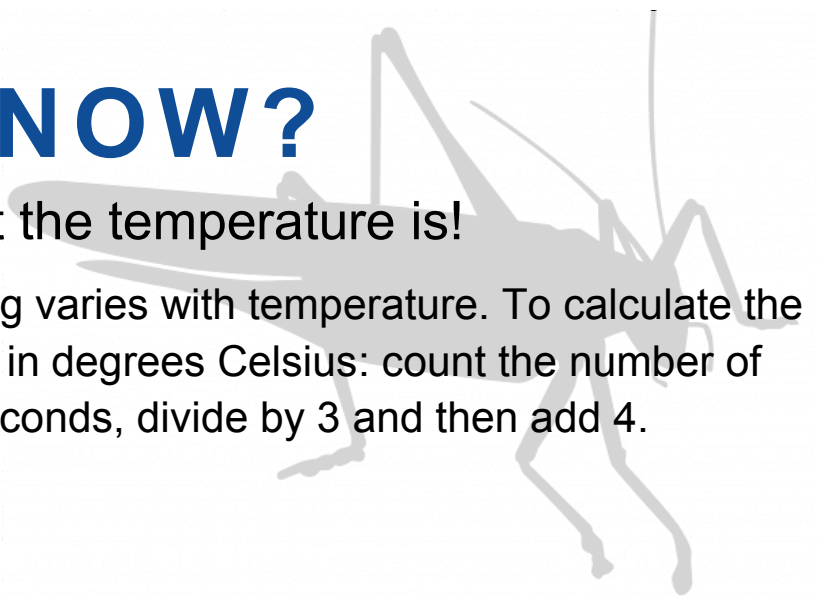 NOW?
t the temperature is!
g varies with temperature. To calculate the
in degrees Celsius: count the number of
conds, divide by 3 and then add 4.